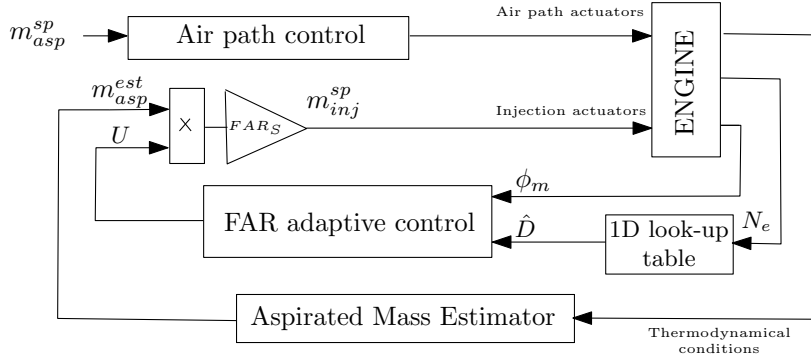 m_{asp}^{sp}
Air path control
Air path actuators
ENGINE
m_{asp}^{est}
×
FAR_S
m_{inj}^{sp}
Injection actuators
U
ϕ_m
FAR adaptive control
D̂
1D look-up
table
N_e
Aspirated Mass Estimator
Thermodynamical
conditions